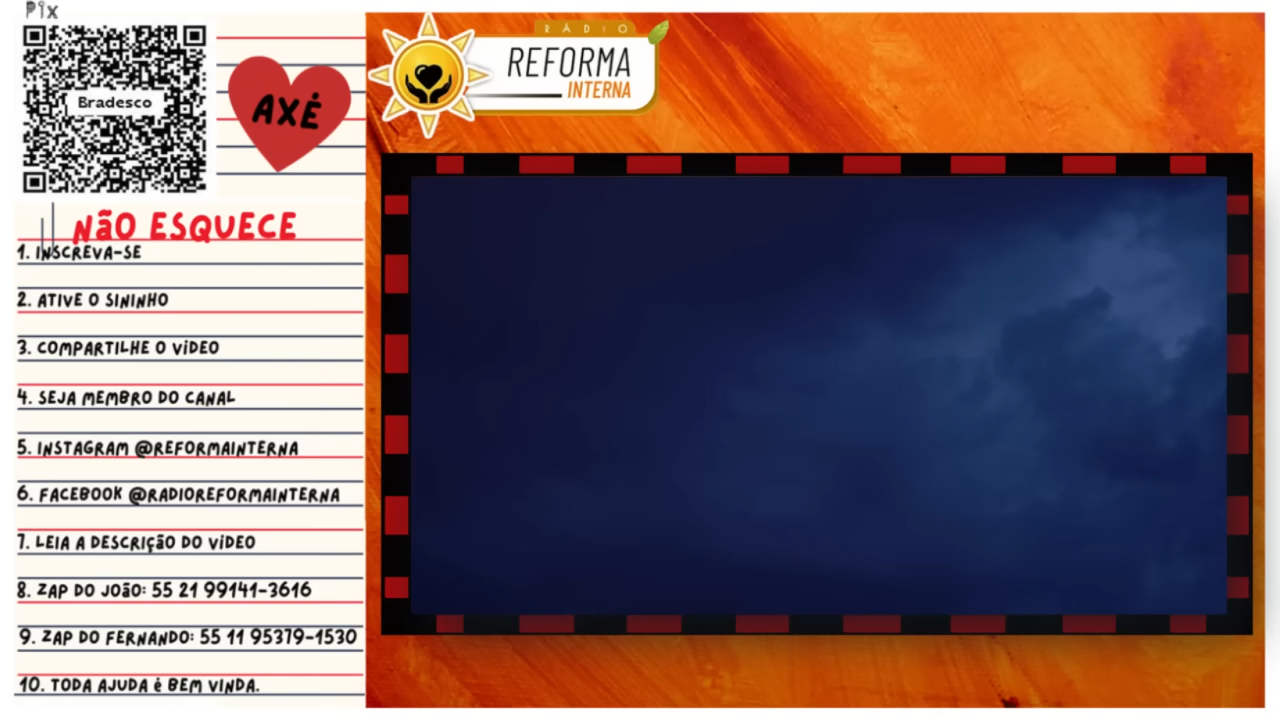 Pix
Bradesco
AXÉ
NÃO ESQUECE
1. INSCREVA-SE
2. ATIVE O SININHO
3. COMPARTILHE O VÍDEO
4. SEJA MEMBRO DO CANAL
5. INSTAGRAM @REFORMAINTERNA
6. FACEBOOK @RADIOREFORMAINTERNA
7. LEIA A DESCRIÇÃO DO VÍDEO
8. ZAP DO JOÃO: 55 21 99141-3616
9. ZAP DO FERNANDO: 55 11 95379-1530
10. TODA AJUDA É BEM VINDA.
RÁDIO
REFORMA
INTERNA